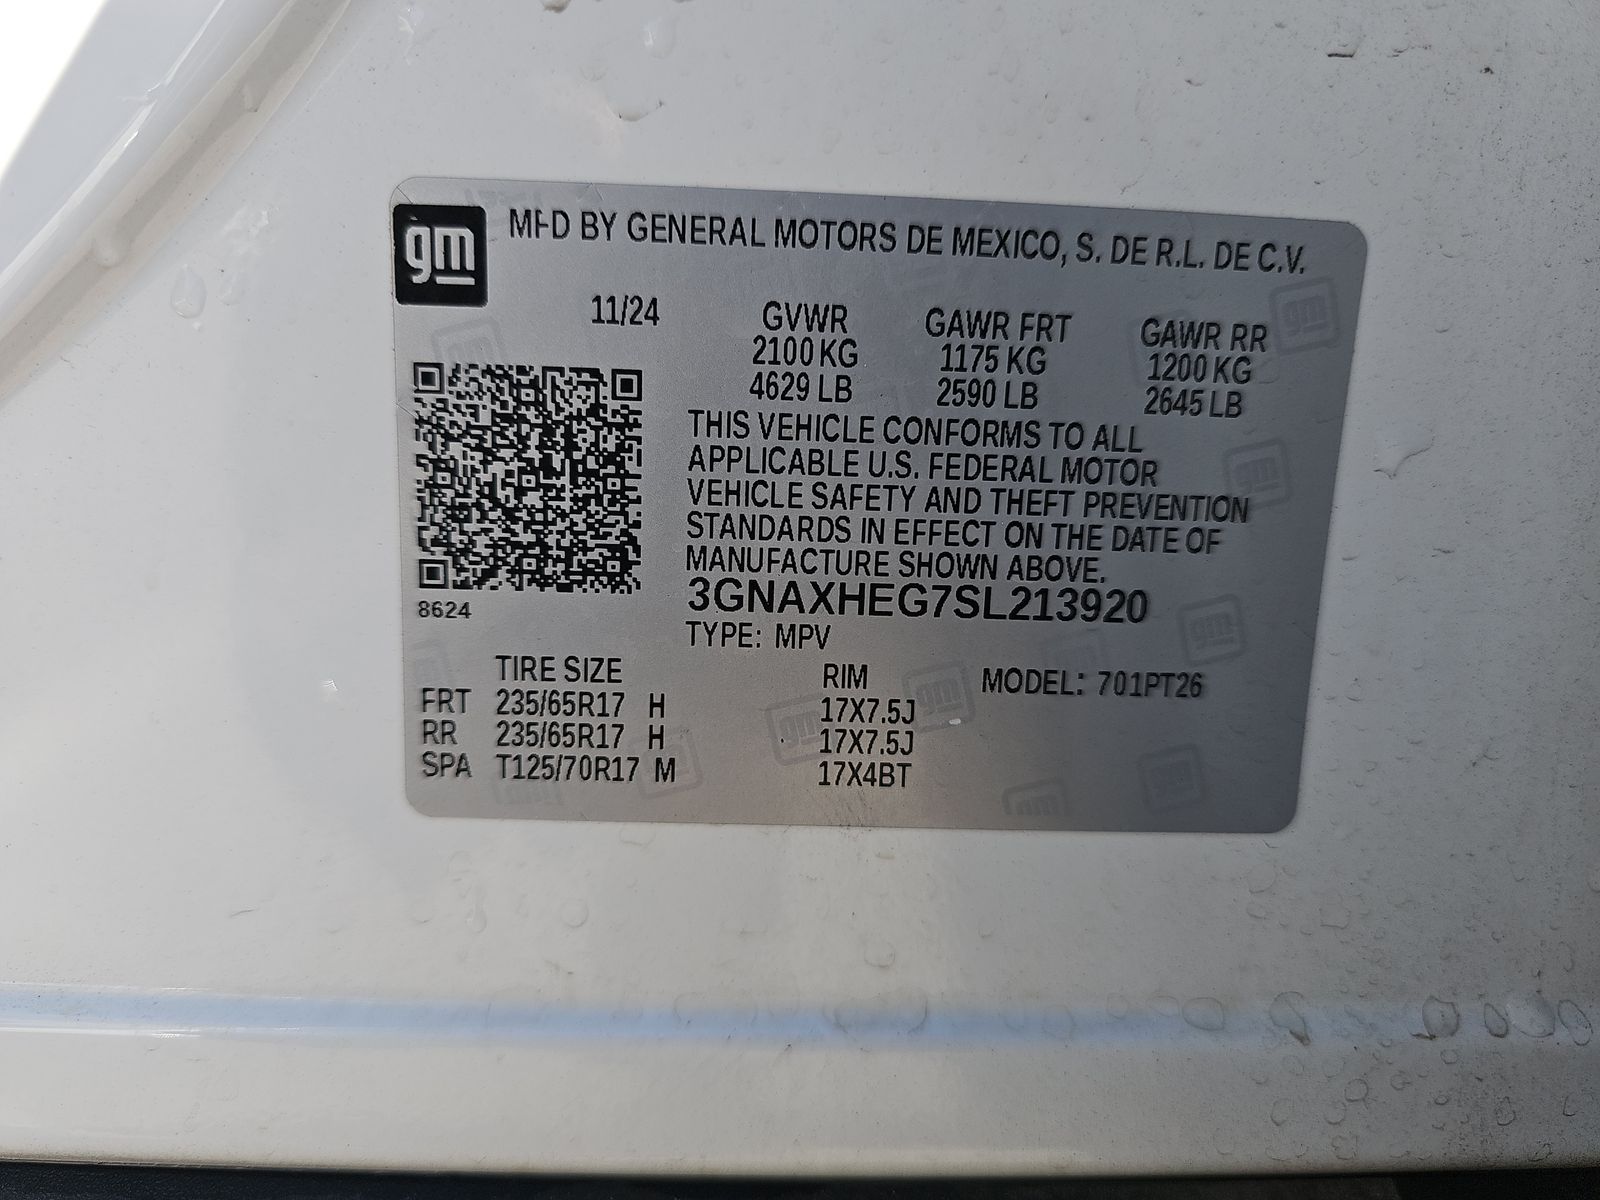 gm
MFD BY GENERAL MOTORS DE MEXICO, S. DE R.L. DE C.V.
11/24 GVWR GAWR FRT GAWR RR
2100 KG 1175 KG 1200 KG
4629 LB 2590 LB 2645 LB
THIS VEHICLE CONFORMS TO ALL
APPLICABLE U.S. FEDERAL MOTOR
VEHICLE SAFETY AND THEFT PREVENTION
STANDARDS IN EFFECT ON THE DATE OF
MANUFACTURE SHOWN ABOVE.
3GNAXHEG7SL213920
8624
TYPE: MPV
TIRE SIZE RIM MODEL: 701PT26
FRT 235/65R17 H 17X7.5J
RR 235/65R17 H 17X7.5J
SPA T125/70R17 M 17X4BT